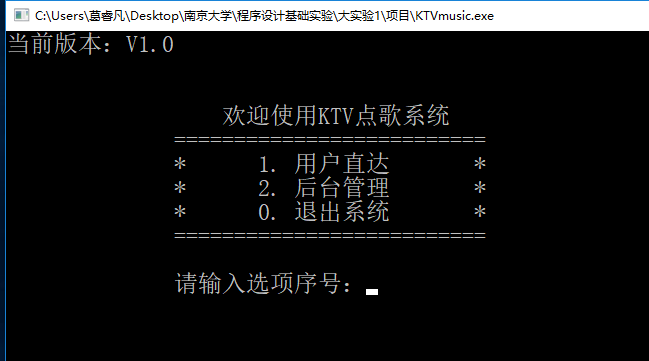 C:\Users\葛睿凡\Desktop\南京大学\程序设计基础实验\大实验1\项目\KTVmusic.exe
当前版本：V1.0
欢迎使用KTV点歌系统
==========================
* 1. 用户直达 *
* 2. 后台管理 *
* 0. 退出系统 *
==========================
请输入选项序号：